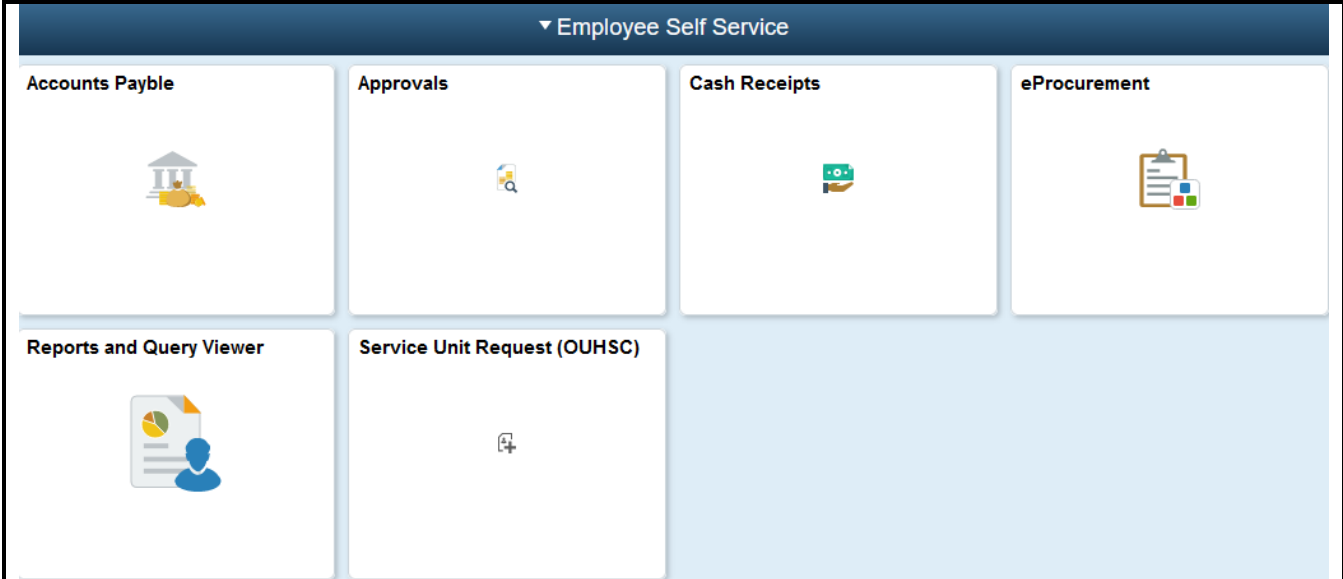 Employee Self Service
Accounts Payble
Approvals
Cash Receipts
eProcurement
Reports and Query Viewer
Service Unit Request (OUHSC)